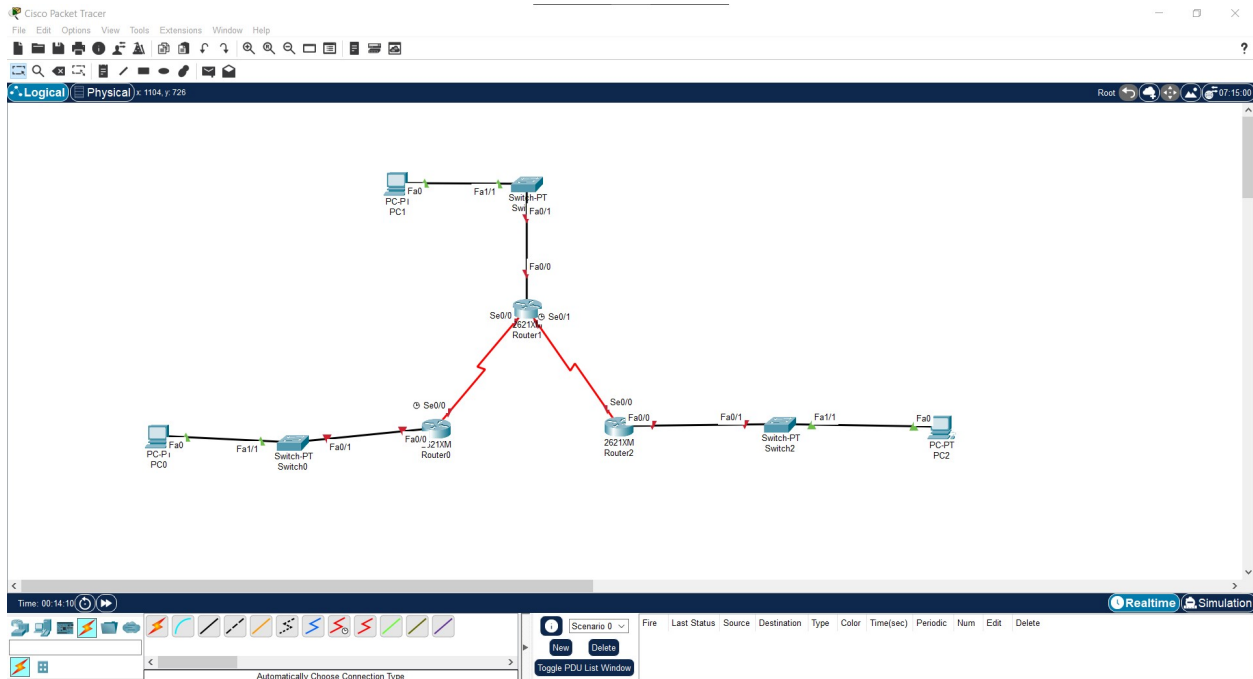 Cisco Packet Tracer
File Edit Options View Tools Extensions Window Help
?
Logical Physical x: 1104, y: 726 Root 07:15:00
Fa0 Fa1/1
PC-P
PC1
Switch-PT
Swi Fa0/1
Fa0/0
Se0/0 Se0/1
2621XM
Router1
Se0/0
Fa0/0
Fa0 Fa1/1 Fa0/1
PC-P
PC0
Switch-PT
Switch0
2621XM
Router0
Se0/0
Fa0/0 Fa0/1 Fa1/1 Fa0
2621XM
Router2
Switch-PT
Switch2
PC-PT
PC2
Time: 00:14:10 Realtime Simulation
Scenario 0 Fire Last Status Source Destination Type Color Time(sec) Periodic Num Edit Delete
New Delete
Toggle PDU List Window
Automatically Choose Connection Type